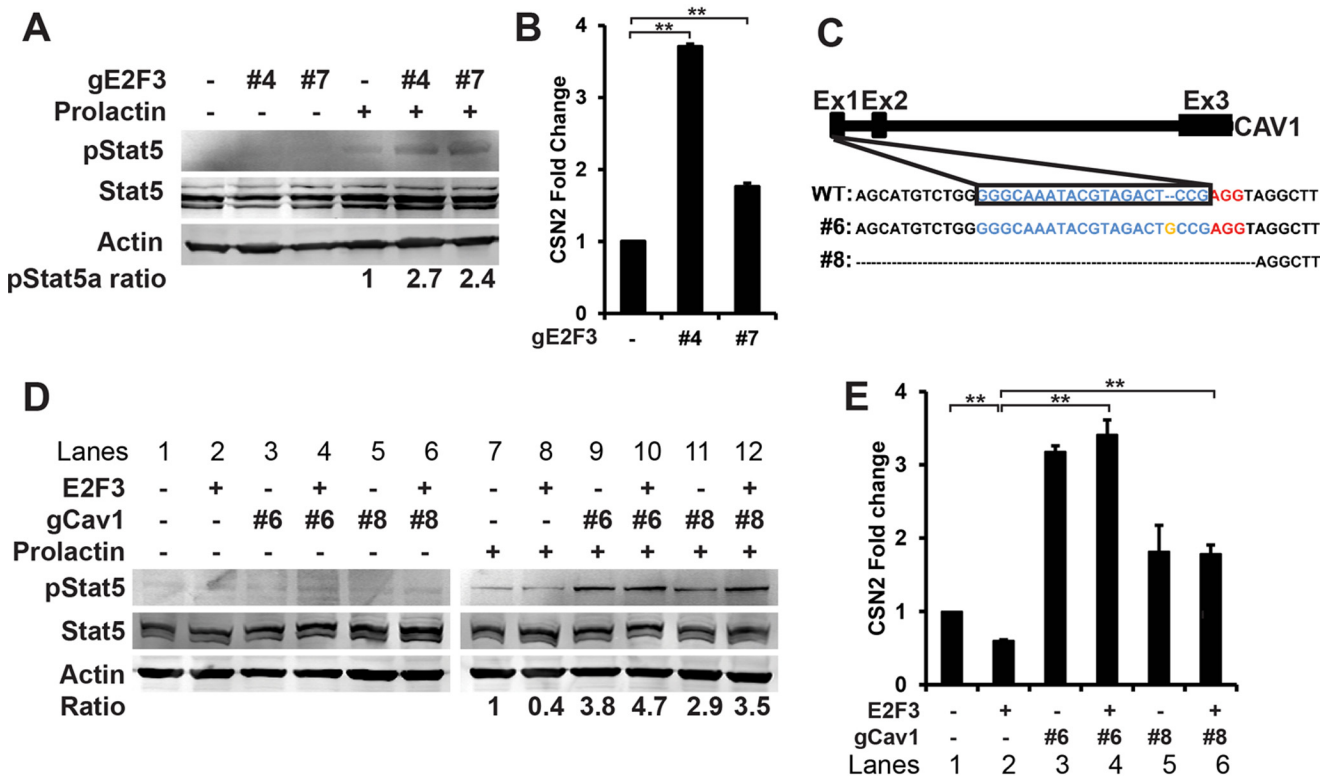 A
gE2F3 - #4 #7 - #4 #7
Prolactin - - - + + +
pStat5
Stat5
Actin
pStat5a ratio 1 2.7 2.4
B
CSN2 Fold Change
4
3
2
1
0
** **
gE2F3 - #4 #7
C
Ex1 Ex2 Ex3
CAV1
WT: AGCATGTCTGGGGGCAAATACGTAGACT--CCGAGGTAGGCTT
#6: AGCATGTCTGGGGGCAAATACGTAGACTGCCGAGGTAGGCTT
#8: --------------------------------------------------------------AGGCTT
D
Lanes 1 2 3 4 5 6 7 8 9 10 11 12
E2F3 - + - + - + - + - + - +
gCav1 - - #6 #6 #8 #8 - - #6 #6 #8 #8
Prolactin - - - - - - + + + + + +
pStat5
Stat5
Actin
Ratio 1 0.4 3.8 4.7 2.9 3.5
E
CSN2 Fold change
4
3
2
1
0
** ** **
E2F3 - + - + - +
gCav1 - - #6 #6 #8 #8
Lanes 1 2 3 4 5 6